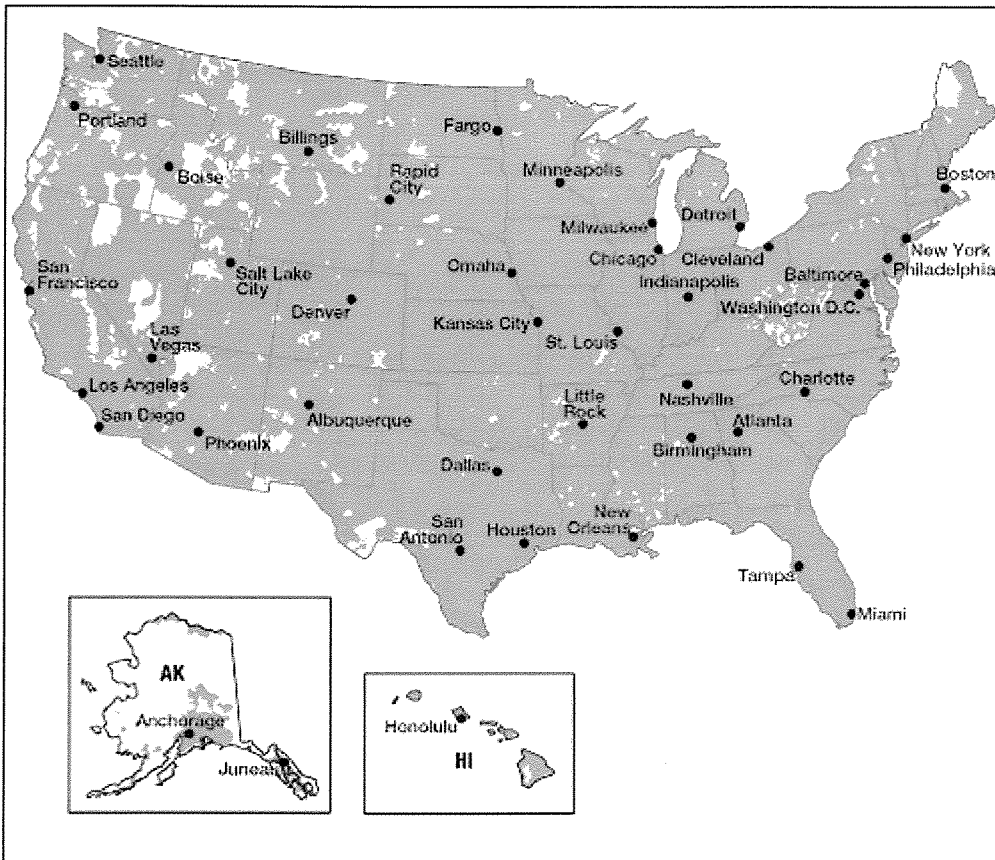 Seattle
Portland
Billings
Fargo
Boise
Rapid
City
Minneapolis
Boston
Milwaukee
Detroit
Chicago
Cleveland
New York
Philadelphia
San
Francisco
Salt Lake
City
Omaha
Indianapolis
Baltimore
Washington D.C.
Denver
Kansas City
St. Louis
Las
Vegas
Los Angeles
San Diego
Phoenix
Albuquerque
Little
Rock
Nashville
Charlotte
Atlanta
Birmingham
Dallas
San
Antonio
Houston
New
Orleans
Tampa
Miami
AK
Anchorage
Juneau
Honolulu
HI